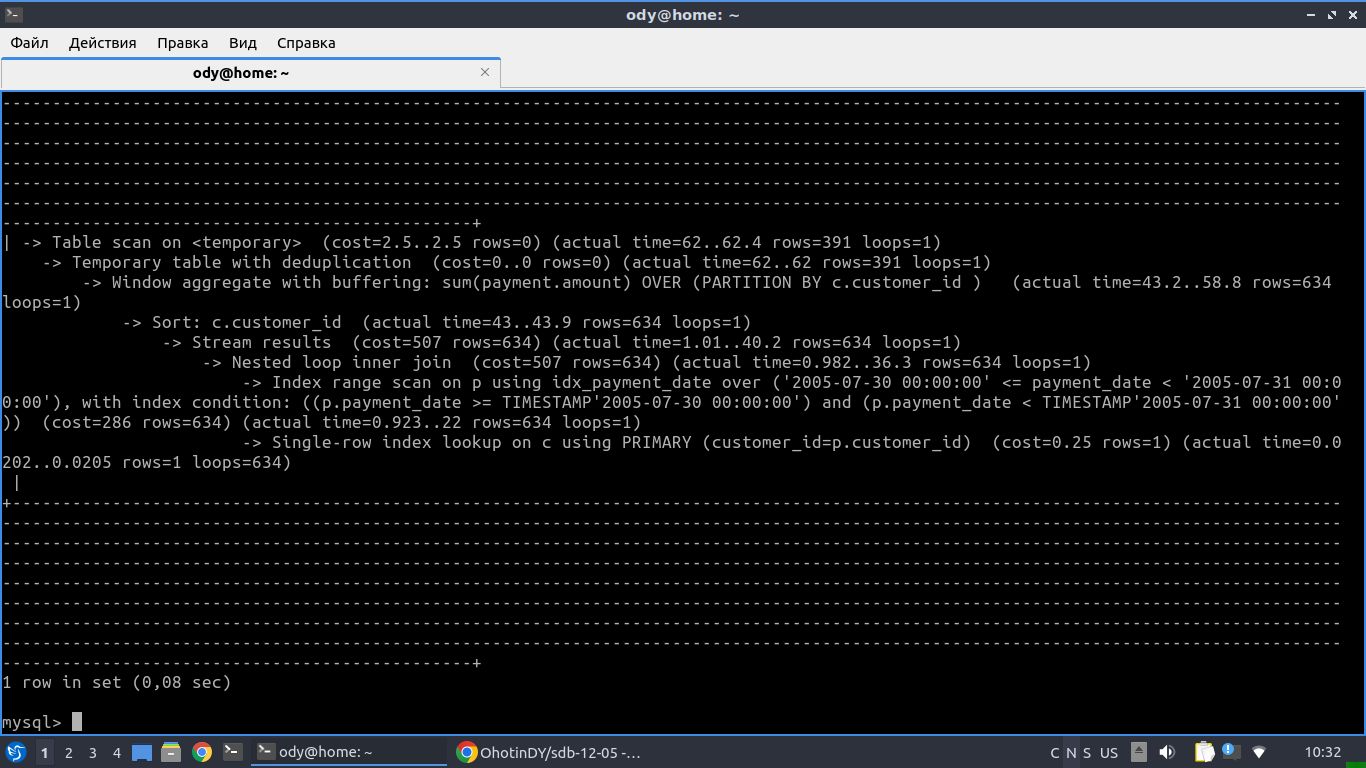 ody@home: ~
Файл Действия Правка Вид Справка
ody@home: ~
--------------------------------------------------------------------------------------------------------------------------------------
--------------------------------------------------------------------------------------------------------------------------------------
--------------------------------------------------------------------------------------------------------------------------------------
--------------------------------------------------------------------------------------------------------------------------------------
--------------------------------------------------------------------------------------------------------------------------------------
--------------------------------------------------------------------------------------------------------------------------------------
-----------------------------------------------+
| -> Table scan on <temporary>  (cost=2.5..2.5 rows=0) (actual time=62..62.4 rows=391 loops=1)
    -> Temporary table with deduplication  (cost=0..0 rows=0) (actual time=62..62 rows=391 loops=1)
        -> Window aggregate with buffering: sum(payment.amount) OVER (PARTITION BY c.customer_id )   (actual time=43.2..58.8 rows=634
loops=1)
            -> Sort: c.customer_id  (actual time=43..43.9 rows=634 loops=1)
                -> Stream results  (cost=507 rows=634) (actual time=1.01..40.2 rows=634 loops=1)
                    -> Nested loop inner join  (cost=507 rows=634) (actual time=0.982..36.3 rows=634 loops=1)
                        -> Index range scan on p using idx_payment_date over ('2005-07-30 00:00:00' <= payment_date < '2005-07-31 00:0
0:00'), with index condition: ((p.payment_date >= TIMESTAMP'2005-07-30 00:00:00') and (p.payment_date < TIMESTAMP'2005-07-31 00:00:00'
))  (cost=286 rows=634) (actual time=0.923..22 rows=634 loops=1)
                        -> Single-row index lookup on c using PRIMARY (customer_id=p.customer_id)  (cost=0.25 rows=1) (actual time=0.0
202..0.0205 rows=1 loops=634)
 |
+-------------------------------------------------------------------------------------------------------------------------------------
--------------------------------------------------------------------------------------------------------------------------------------
--------------------------------------------------------------------------------------------------------------------------------------
--------------------------------------------------------------------------------------------------------------------------------------
--------------------------------------------------------------------------------------------------------------------------------------
--------------------------------------------------------------------------------------------------------------------------------------
--------------------------------------------------------------------------------------------------------------------------------------
--------------------------------------------------------------------------------------------------------------------------------------
-----------------------------------------------+
1 row in set (0,08 sec)
mysql>
1 2 3 4 ody@home: ~ OhotinDY/sdb-12-05 -... C N S US 10:32